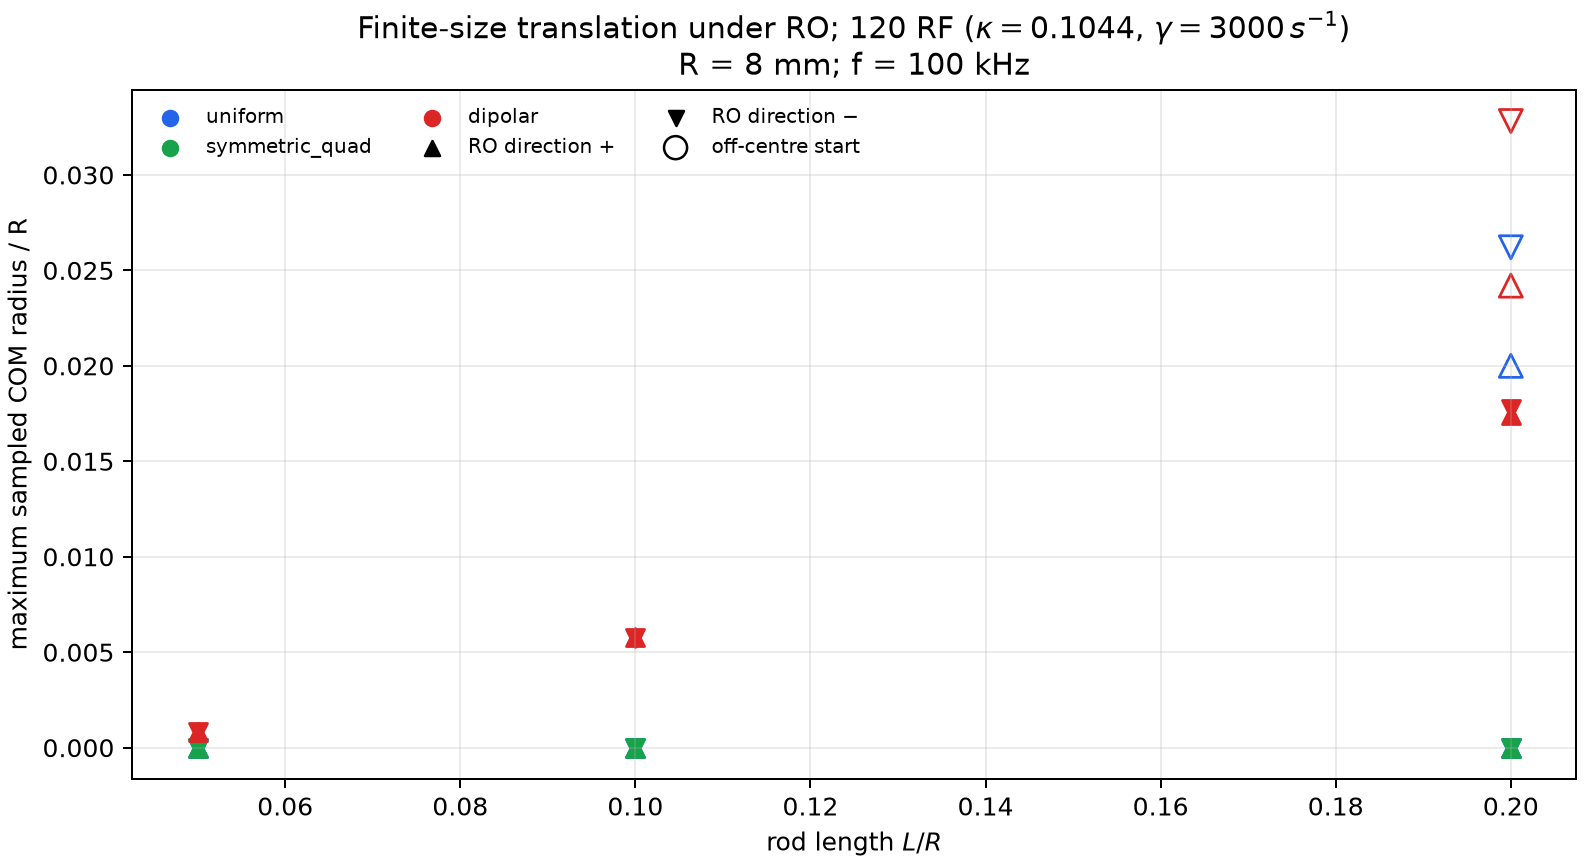 Finite-size translation under RO; 120 RF (κ = 0.1044, γ = 3000 s⁻¹)
R = 8 mm; f = 100 kHz
uniform
symmetric_quad
dipolar
RO direction +
RO direction −
off-centre start
maximum sampled COM radius / R
0.030
0.025
0.020
0.015
0.010
0.005
0.000
0.06 0.08 0.10 0.12 0.14 0.16 0.18 0.20
rod length L/R